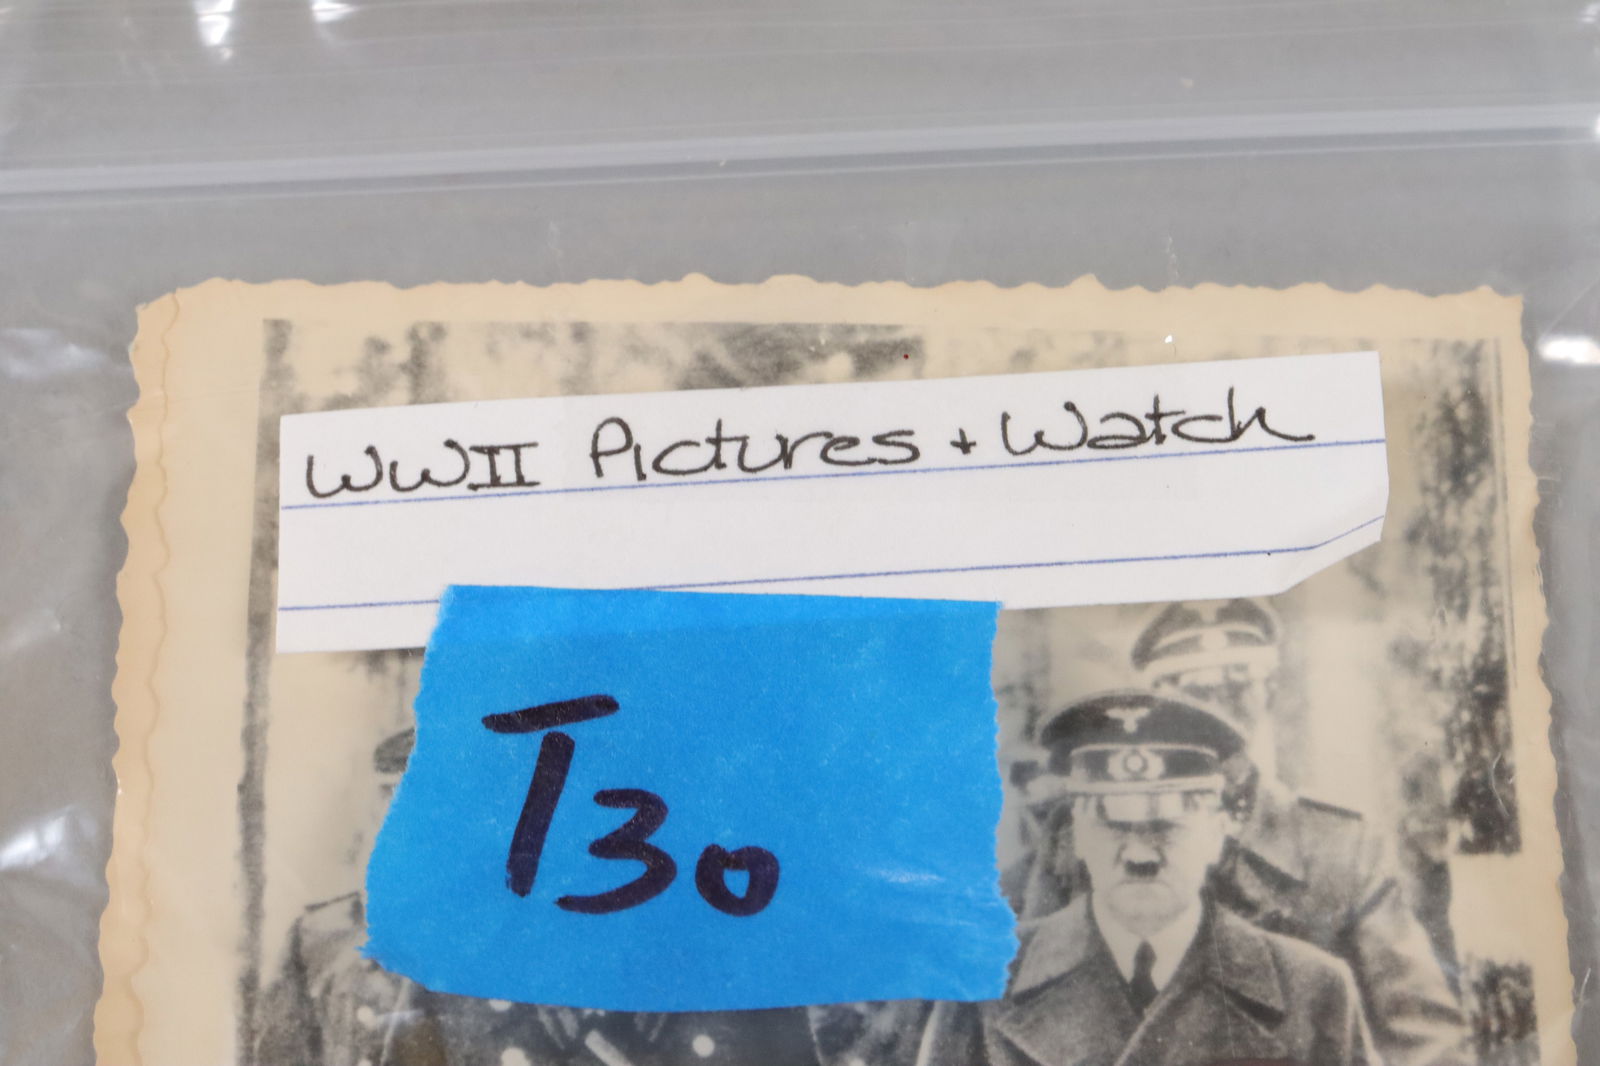 WWII Pictures + Watch
T30